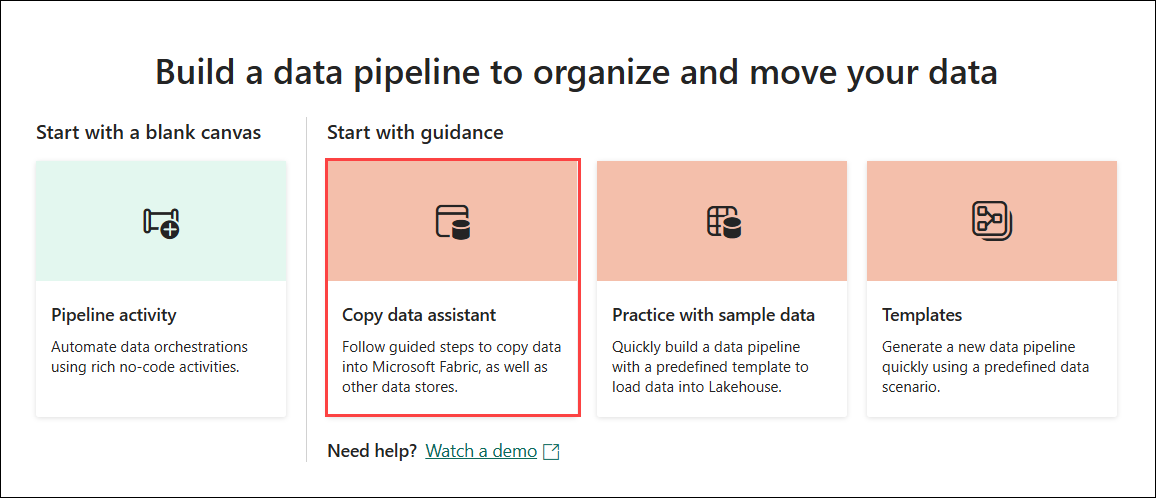 Build a data pipeline to organize and move your data
Start with a blank canvas
Pipeline activity
Automate data orchestrations
using rich no-code activities.
Start with guidance
Copy data assistant
Follow guided steps to copy data
into Microsoft Fabric, as well as
other data stores.
Practice with sample data
Quickly build a data pipeline
with a predefined template to
load data into Lakehouse.
Templates
Generate a new data pipeline
quickly using a predefined data
scenario.
Need help? Watch a demo